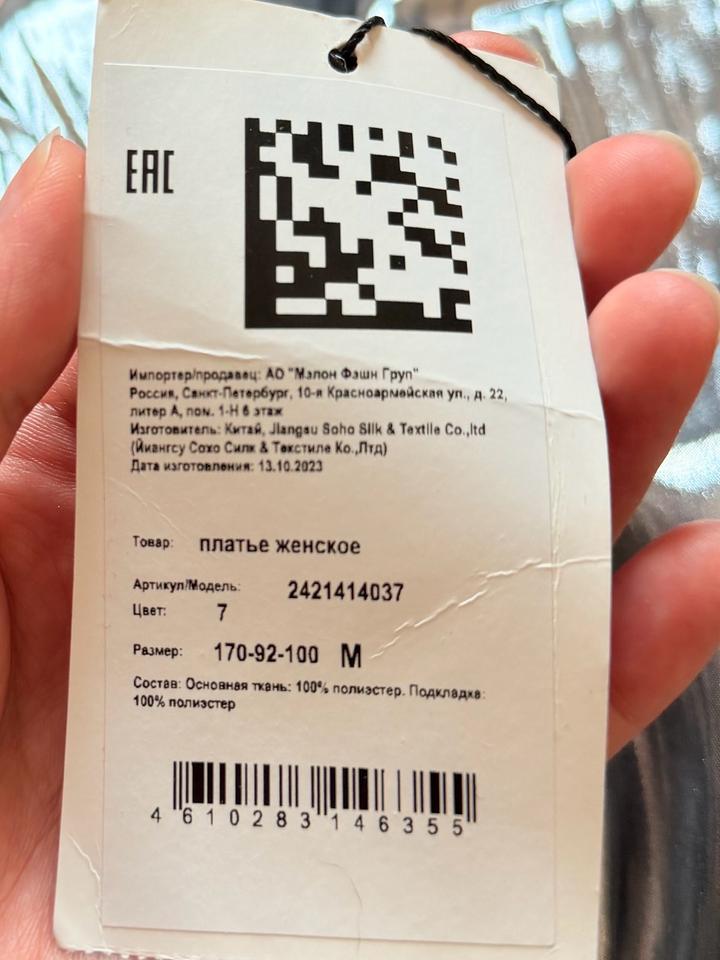 EAC
Импортер/продавец: АО "Мэлон Фэшн Груп"
Россия, Санкт-Петербург, 10-я Красноармейская ул., д. 22,
литер А, пом. 1-Н 6 этаж
Изготовитель: Китай, Jiangsu Soho Silk & Textile Co.,ltd
(Йиангсу Сохо Силк & Текстиле Ко.,Лтд)
Дата изготовления: 13.10.2023
Товар: платье женское
Артикул/Модель: 2421414037
Цвет: 7
Размер: 170-92-100 M
Состав: Основная ткань: 100% полиэстер. Подкладка:
100% полиэстер
4 610283 146355